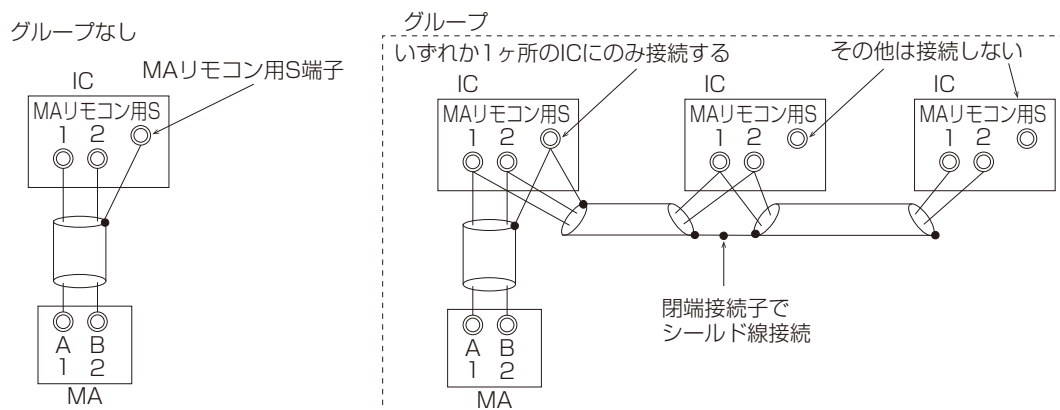 グループなし
MAリモコン用S端子
IC
MAリモコン用S
1 2
A B
1 2
MA
グループ
いずれか1ヶ所のICにのみ接続する
その他は接続しない
IC
MAリモコン用S
1 2
IC
MAリモコン用S
1 2
IC
MAリモコン用S
1 2
閉端接続子で
シールド線接続
A B
1 2
MA